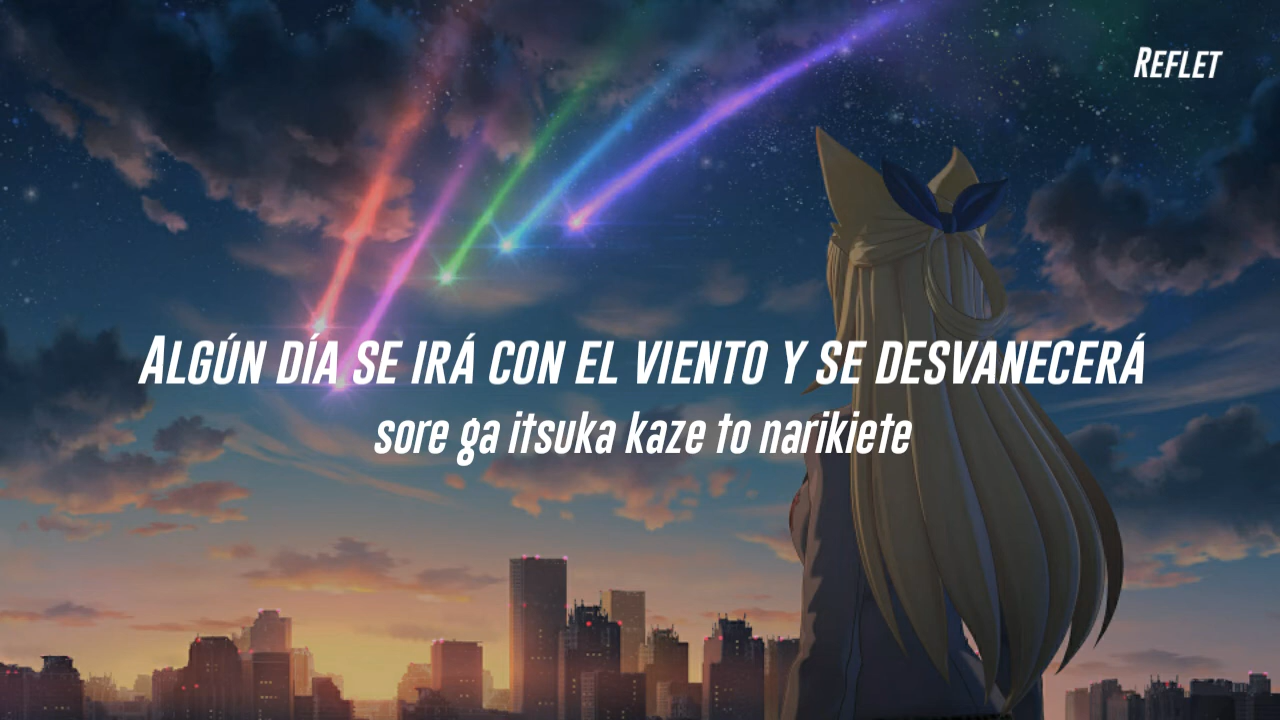 REFLET
ALGÚN DÍA SE IRÁ CON EL VIENTO Y SE DESVANECERÁ
sore ga itsuka kaze to narikiete